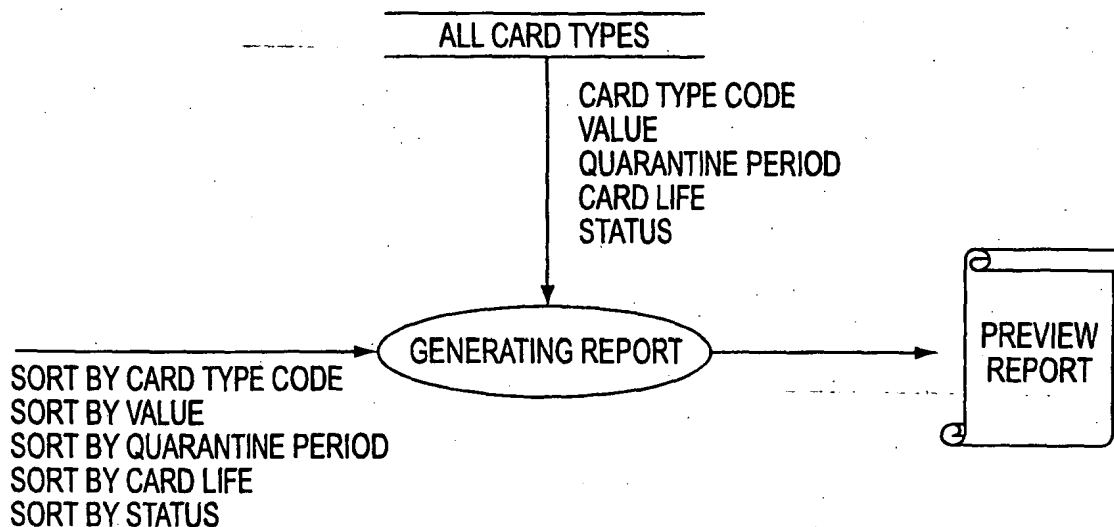 ALL CARD TYPES
CARD TYPE CODE
VALUE
QUARANTINE PERIOD
CARD LIFE
STATUS
GENERATING REPORT
PREVIEW
REPORT
SORT BY CARD TYPE CODE
SORT BY VALUE
SORT BY QUARANTINE PERIOD
SORT BY CARD LIFE
SORT BY STATUS